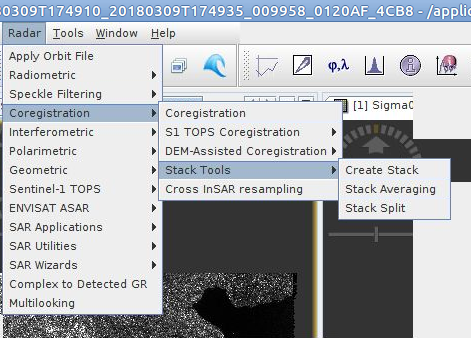 0309T174910_20180309T174935_009958_0120AF_4CB8 - /applic
Radar Tools Window Help
Apply Orbit File
Radiometric
Speckle Filtering
Coregistration
Interferometric
Polarimetric
Geometric
Sentinel-1 TOPS
ENVISAT ASAR
SAR Applications
SAR Utilities
SAR Wizards
Complex to Detected GR
Multilooking
Coregistration
S1 TOPS Coregistration
DEM-Assisted Coregistration
Stack Tools
Cross InSAR resampling
Create Stack
Stack Averaging
Stack Split
φ,λ
Σ
[1] Sigma0